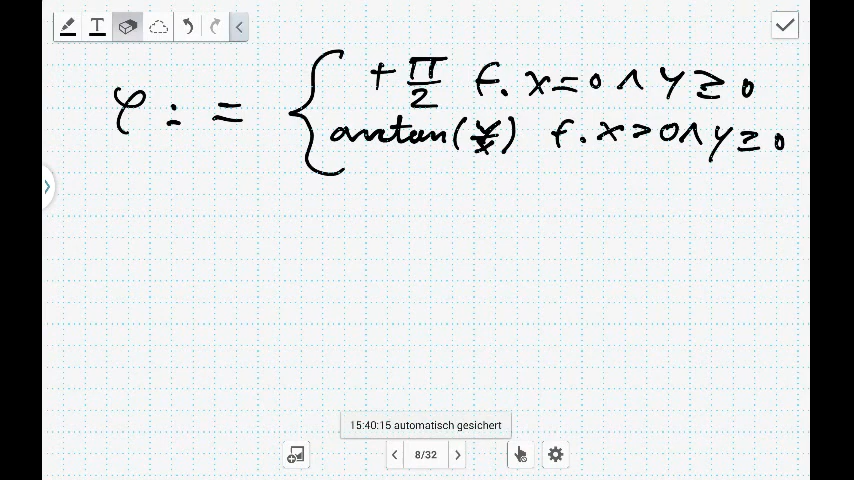 T
φ := { + π/2 f. x = 0 ∧ y ≥ 0
arctan(y/x) f. x > 0 ∧ y ≥ 0
15:40:15 automatisch gesichert
8/32